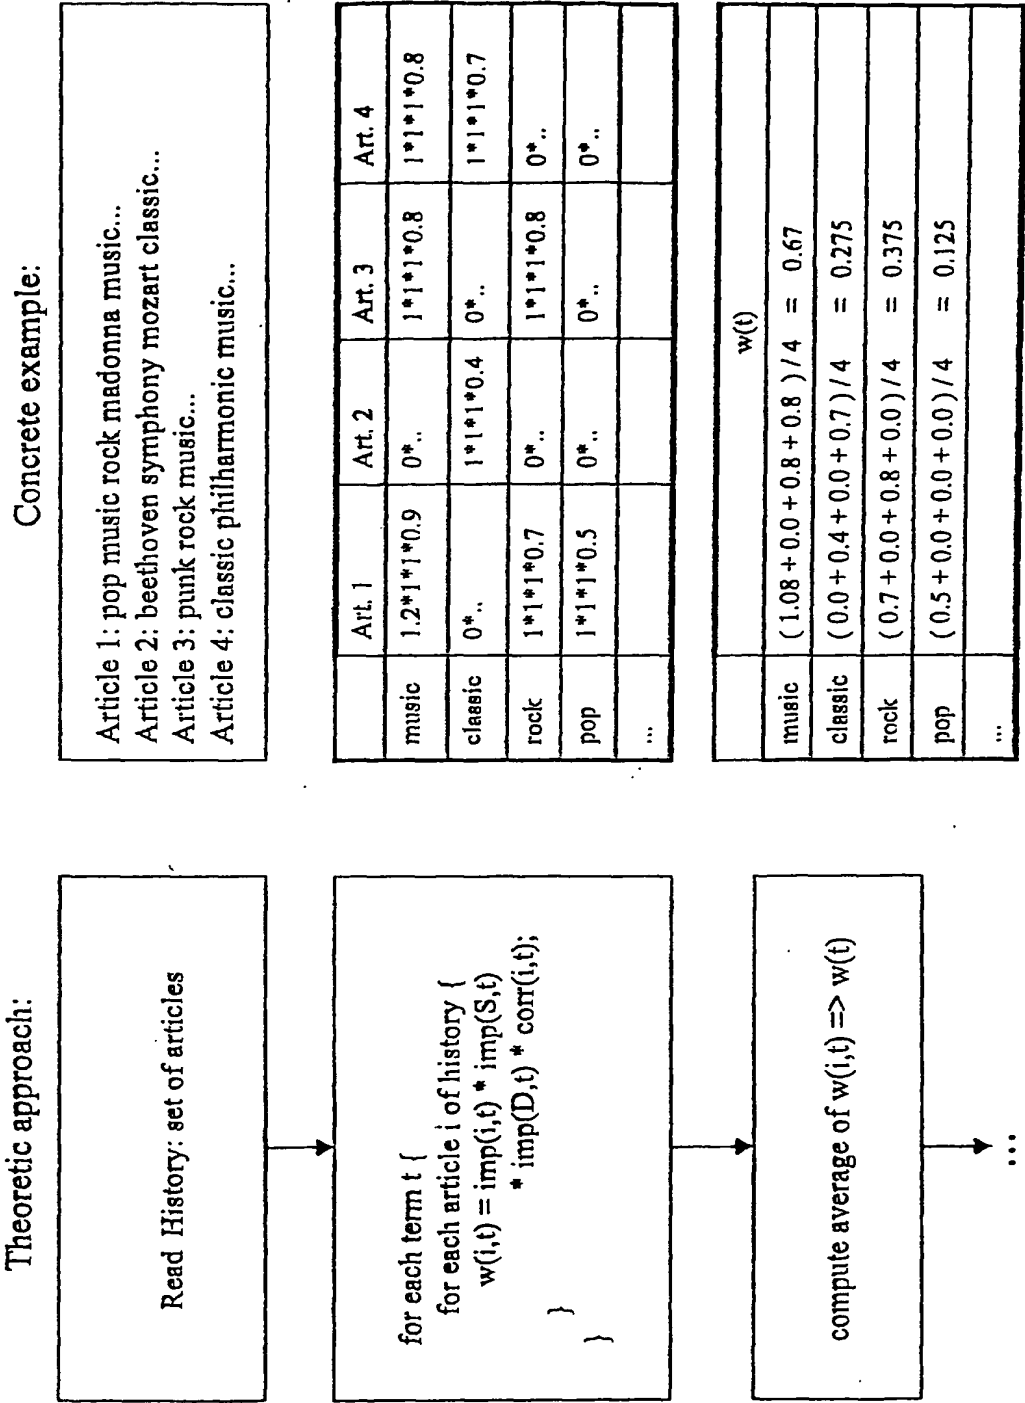 Theoretic approach:
Read History: set of articles
for each term t {
for each article i of history {
w(i,t) = imp(i,t) * imp(S,t)
* imp(D,t) * corr(i,t);
}
}
compute average of w(i,t) => w(t)
...
Concrete example:
Article 1: pop music rock madonna music...
Article 2: beethoven symphony mozart classic...
Article 3: punk rock music...
Article 4: classic philharmonic music...
Art. 1 Art. 2 Art. 3 Art. 4
music 1.2*1*1*0.9 0*.. 1*1*1*0.8 1*1*1*0.8
classic 0*.. 1*1*1*0.4 0*.. 1*1*1*0.7
rock 1*1*1*0.7 0*.. 1*1*1*0.8 0*..
pop 1*1*1*0.5 0*.. 0*.. 0*..
...
w(t)
music ( 1.08 + 0.0 + 0.8 + 0.8 ) / 4 = 0.67
classic ( 0.0 + 0.4 + 0.0 + 0.7 ) / 4 = 0.275
rock ( 0.7 + 0.0 + 0.8 + 0.0 ) / 4 = 0.375
pop ( 0.5 + 0.0 + 0.0 + 0.0 ) / 4 = 0.125
...